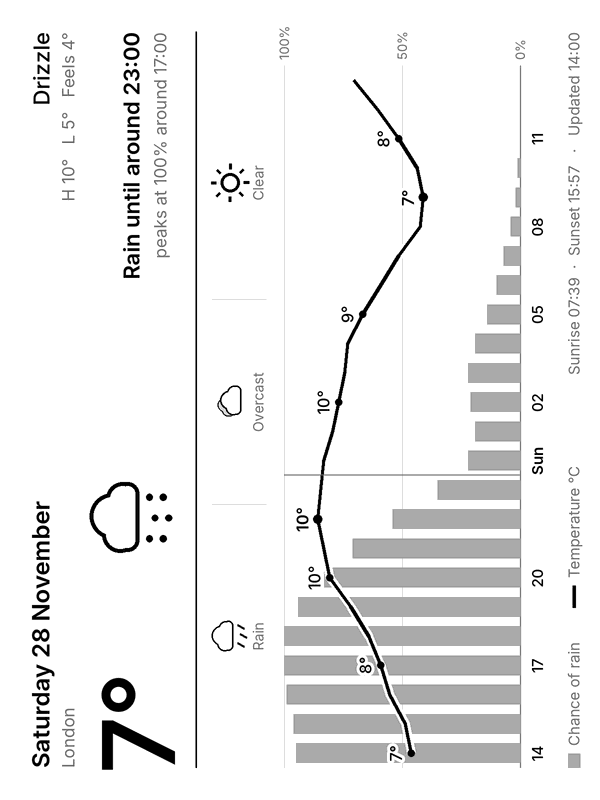 Saturday 28 November
London
7°
Drizzle
H 10° L 5° Feels 4°
Rain until around 23:00
peaks at 100% around 17:00
Rain
Overcast
Clear
100%
50%
0%
7°
8°
10°
10°
10°
9°
7°
8°
14 17 20 Sun 02 05 08 11
Chance of rain
Temperature °C
Sunrise 07:39 · Sunset 15:57 · Updated 14:00